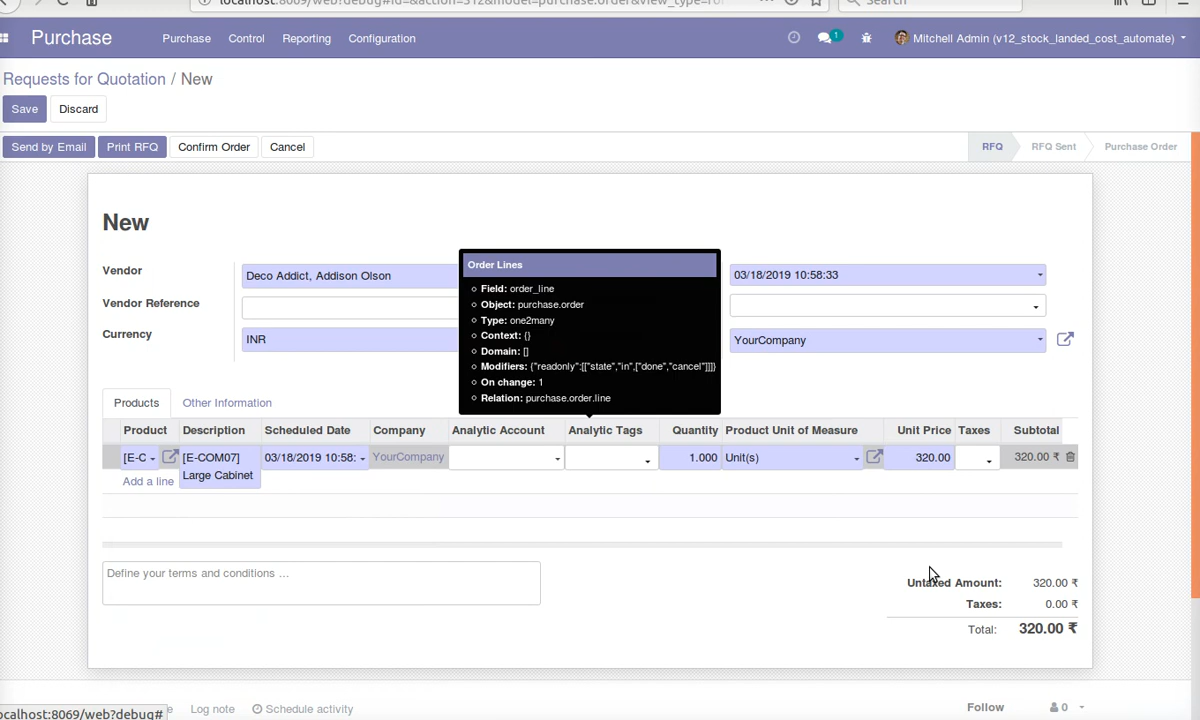 Search
Purchase
Purchase
Control
Reporting
Configuration
1
Mitchell Admin (v12_stock_landed_cost_automate)
Requests for Quotation / New
Save
Discard
Send by Email
Print RFQ
Confirm Order
Cancel
RFQ
RFQ Sent
Purchase Order
New
Vendor
Deco Addict, Addison Olson
03/18/2019 10:58:33
Vendor Reference
Currency
INR
YourCompany
Order Lines
Field: order_line
Object: purchase.order
Type: one2many
Context: {}
Domain: []
Modifiers: {"readonly":[["state","in",["done","cancel"]]]}
On change: 1
Relation: purchase.order.line
Products
Other Information
Product Description Scheduled Date Company Analytic Account Analytic Tags Quantity Product Unit of Measure Unit Price Taxes Subtotal
[E-C [E-COM07] 03/18/2019 10:58: YourCompany 1.000 Unit(s) 320.00 320.00 ₹
Large Cabinet
Add a line
Define your terms and conditions ...
Untaxed Amount: 320.00 ₹
Taxes: 0.00 ₹
Total: 320.00 ₹
Log note
Schedule activity
Follow
0
ocalhost:8069/web?debug#